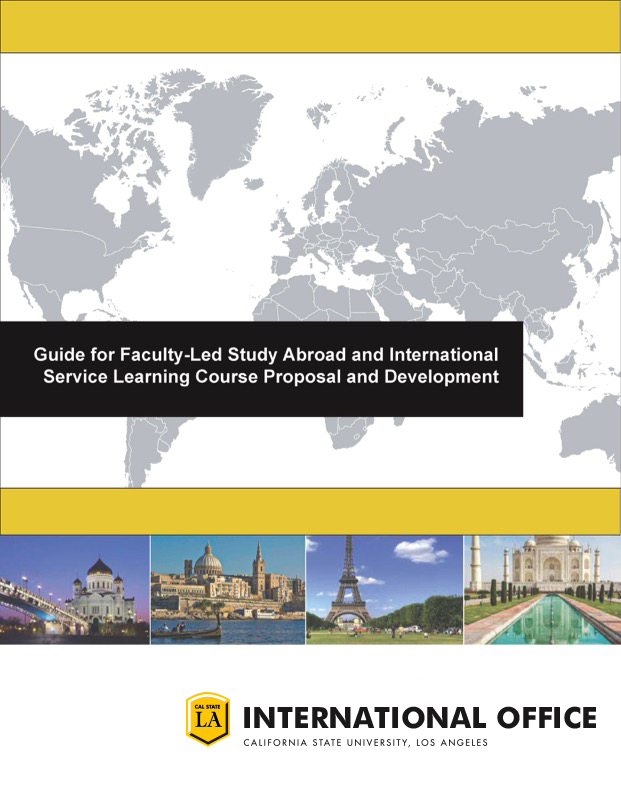 Guide for Faculty-Led Study Abroad and International
Service Learning Course Proposal and Development
CAL STATE
LA
INTERNATIONAL OFFICE
CALIFORNIA STATE UNIVERSITY, LOS ANGELES